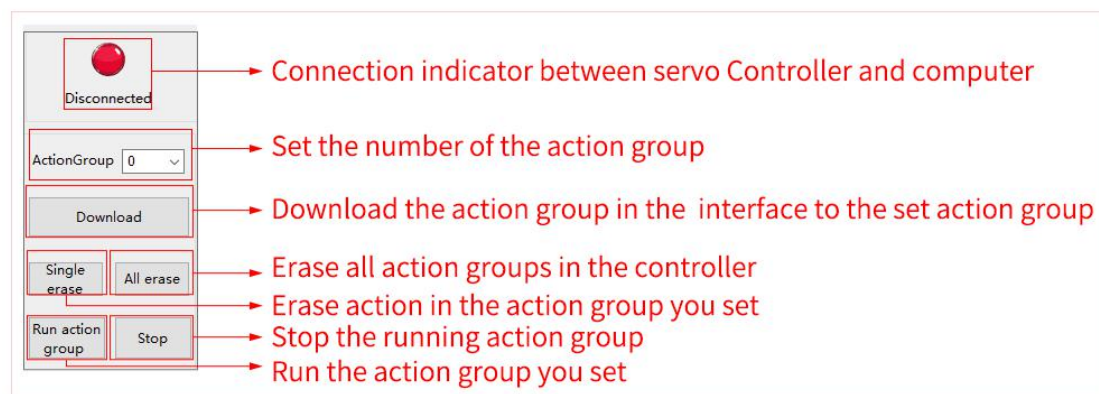 Connection indicator between servo Controller and computer
Disconnected
Set the number of the action group
ActionGroup 0
Download the action group in the interface to the set action group
Download
Erase all action groups in the controller
Single
erase
All erase
Erase action in the action group you set
Run action
group
Stop
Stop the running action group
Run the action group you set